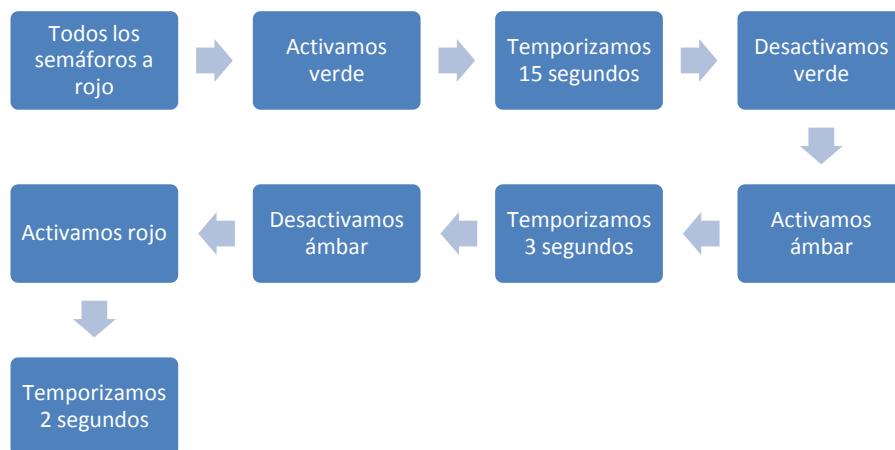 Todos los
semáforos a
rojo
Activamos
verde
Temporizamos
15 segundos
Desactivamos
verde
Activamos
ámbar
Temporizamos
3 segundos
Desactivamos
ámbar
Activamos rojo
Temporizamos
2 segundos